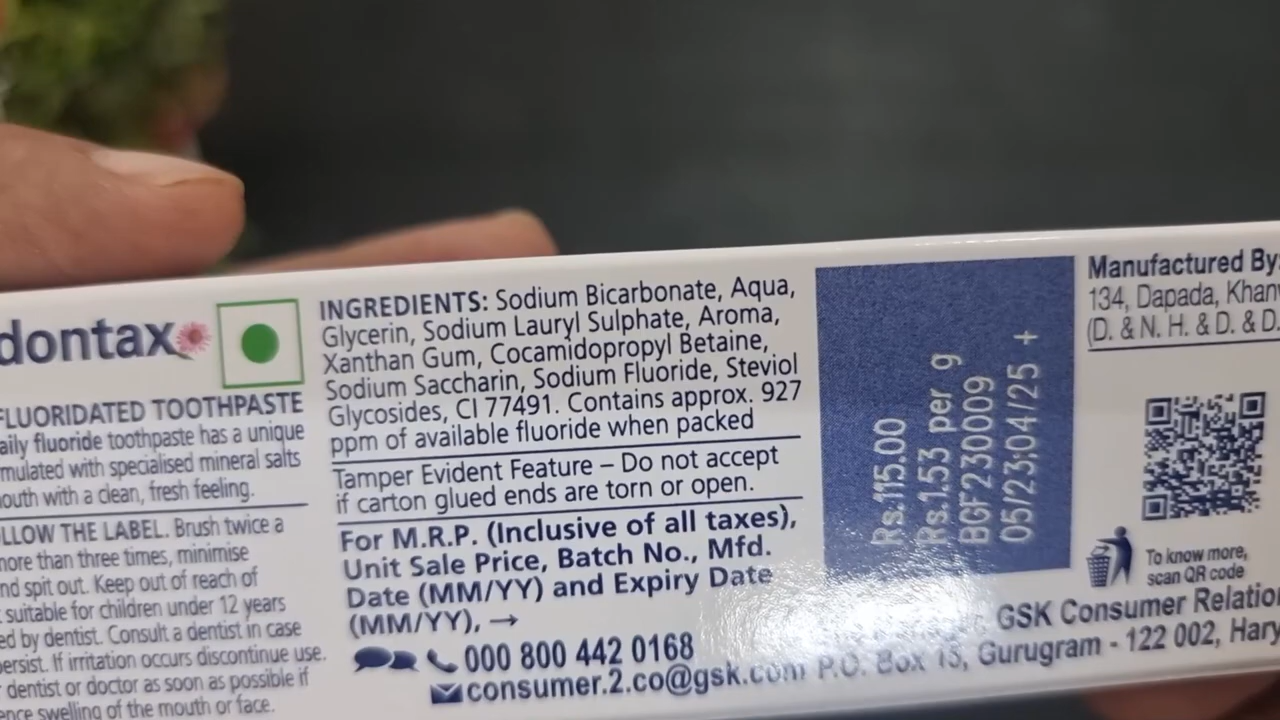 dontax
FLUORIDATED TOOTHPASTE
aily fluoride toothpaste has a unique
mulated with specialised mineral salts
outh with a clean, fresh feeling.
LLOW THE LABEL. Brush twice a
more than three times, minimise
nd spit out. Keep out of reach of
suitable for children under 12 years
ed by dentist. Consult a dentist in case
persist. If irritation occurs discontinue use.
dentist or doctor as soon as possible if
ence swelling of the mouth or face.
INGREDIENTS: Sodium Bicarbonate, Aqua,
Glycerin, Sodium Lauryl Sulphate, Aroma,
Xanthan Gum, Cocamidopropyl Betaine,
Sodium Saccharin, Sodium Fluoride, Steviol
Glycosides, CI 77491. Contains approx. 927
ppm of available fluoride when packed
Tamper Evident Feature – Do not accept
if carton glued ends are torn or open.
For M.R.P. (Inclusive of all taxes),
Unit Sale Price, Batch No., Mfd.
Date (MM/YY) and Expiry Date
(MM/YY), →
000 800 442 0168
consumer.2.co@gsk.com P.O. Box 15, Gurugram - 122 002, Hary
GSK Consumer Relatio
Rs.115.00
Rs.1.53 per g
BGF230009
05/23:04/25 +
Manufactured By:
134, Dapada, Khanv
(D. & N. H. & D. & D.
To know more,
scan QR code